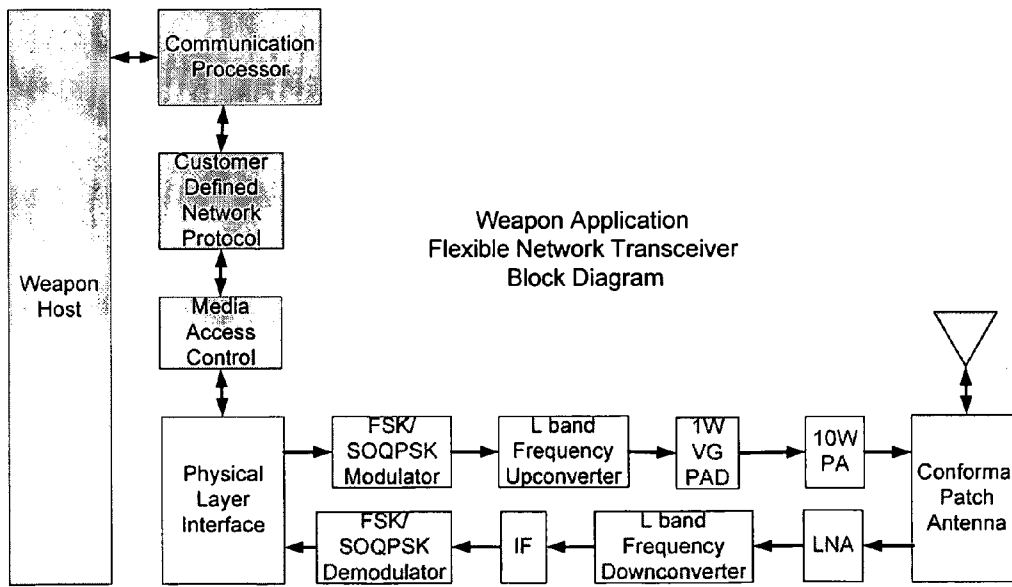 Communication
Processor
Customer
Defined
Network
Protocol
Weapon Application
Flexible Network Transceiver
Block Diagram
Weapon
Host
Media
Access
Control
Physical
Layer
Interface
FSK/
SOQPSK
Modulator
L band
Frequency
Upconverter
1W
VG
PAD
10W
PA
Conforma
Patch
Antenna
FSK/
SOQPSK
Demodulator
IF
L band
Frequency
Downconverter
LNA